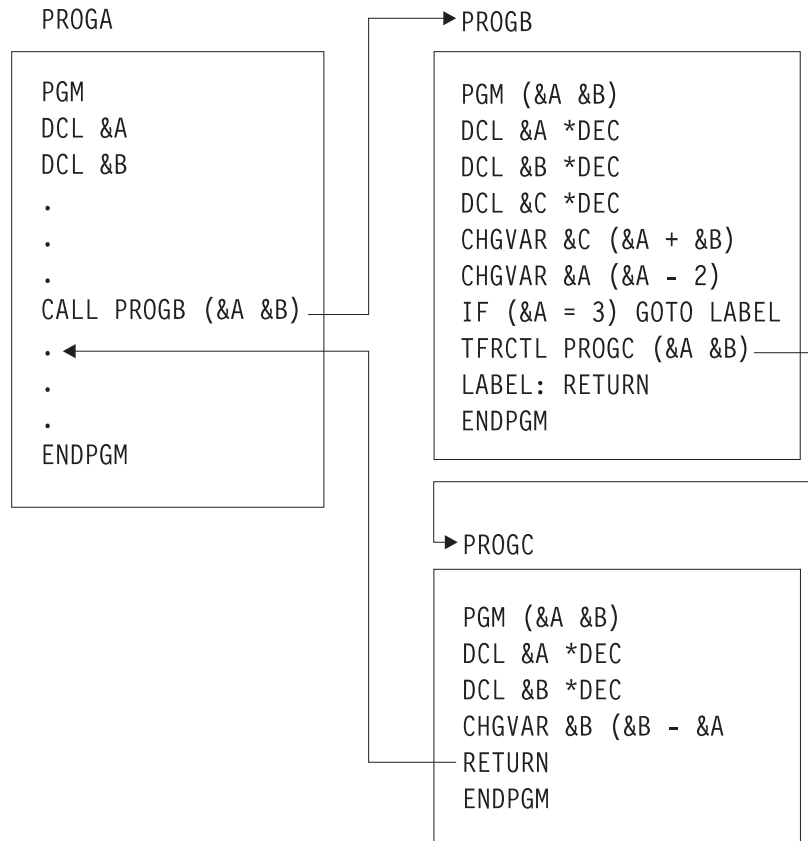 PROGA
PGM
DCL &A
DCL &B
.
.
.
CALL PROGB (&A &B)
.
.
.
ENDPGM
PROGB
PGM (&A &B)
DCL &A *DEC
DCL &B *DEC
DCL &C *DEC
CHGVAR &C (&A + &B)
CHGVAR &A (&A - 2)
IF (&A = 3) GOTO LABEL
TFRCTL PROGC (&A &B)
LABEL: RETURN
ENDPGM
PROGC
PGM (&A &B)
DCL &A *DEC
DCL &B *DEC
CHGVAR &B (&B - &A
RETURN
ENDPGM